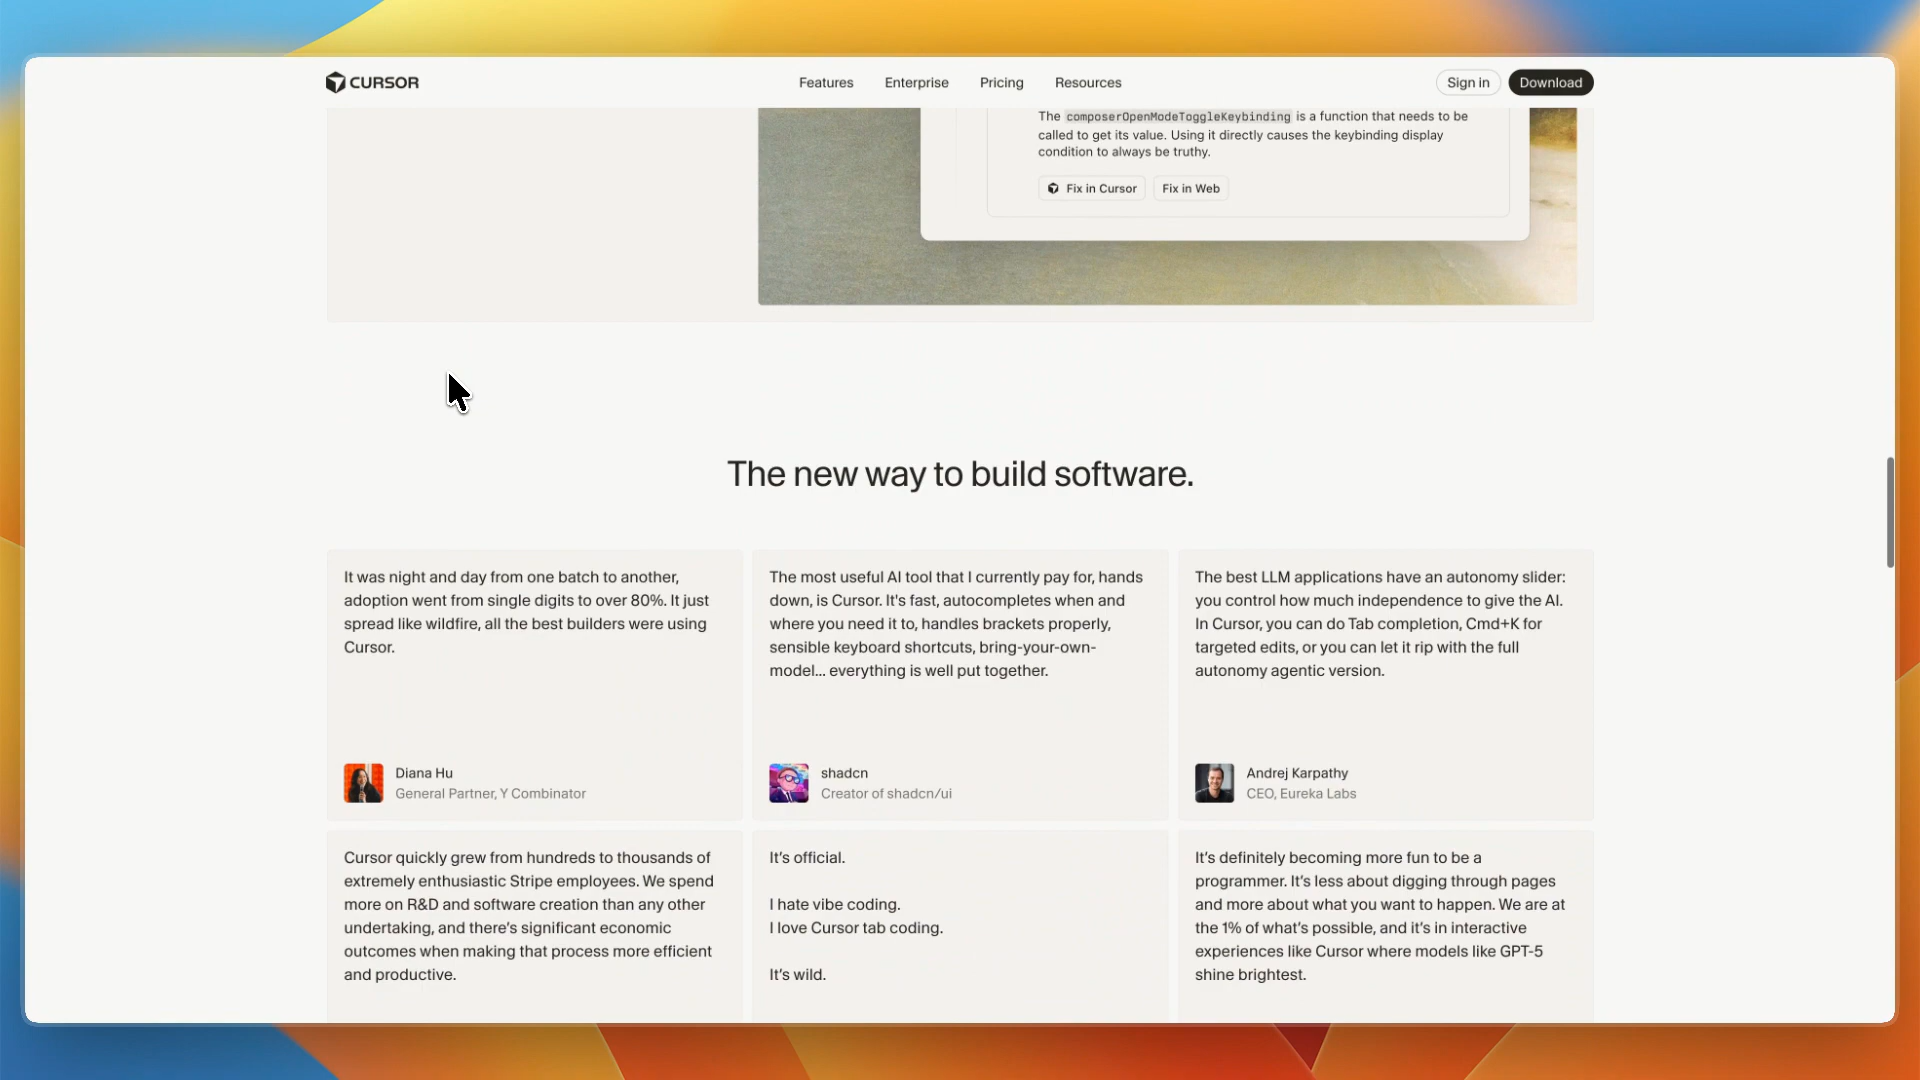 CURSOR
Features
Enterprise
Pricing
Resources
Sign in
Download
The composerOpenModeToggleKeybinding is a function that needs to be
called to get its value. Using it directly causes the keybinding display
condition to always be truthy.
Fix in Cursor
Fix in Web
The new way to build software.
It was night and day from one batch to another,
adoption went from single digits to over 80%. It just
spread like wildfire, all the best builders were using
Cursor.
Diana Hu
General Partner, Y Combinator
The most useful AI tool that I currently pay for, hands
down, is Cursor. It's fast, autocompletes when and
where you need it to, handles brackets properly,
sensible keyboard shortcuts, bring-your-own-
model... everything is well put together.
shadcn
Creator of shadcn/ui
The best LLM applications have an autonomy slider:
you control how much independence to give the AI.
In Cursor, you can do Tab completion, Cmd+K for
targeted edits, or you can let it rip with the full
autonomy agentic version.
Andrej Karpathy
CEO, Eureka Labs
Cursor quickly grew from hundreds to thousands of
extremely enthusiastic Stripe employees. We spend
more on R&D and software creation than any other
undertaking, and there’s significant economic
outcomes when making that process more efficient
and productive.
It’s official.
I hate vibe coding.
I love Cursor tab coding.
It’s wild.
It’s definitely becoming more fun to be a
programmer. It’s less about digging through pages
and more about what you want to happen. We are at
the 1% of what’s possible, and it’s in interactive
experiences like Cursor where models like GPT-5
shine brightest.